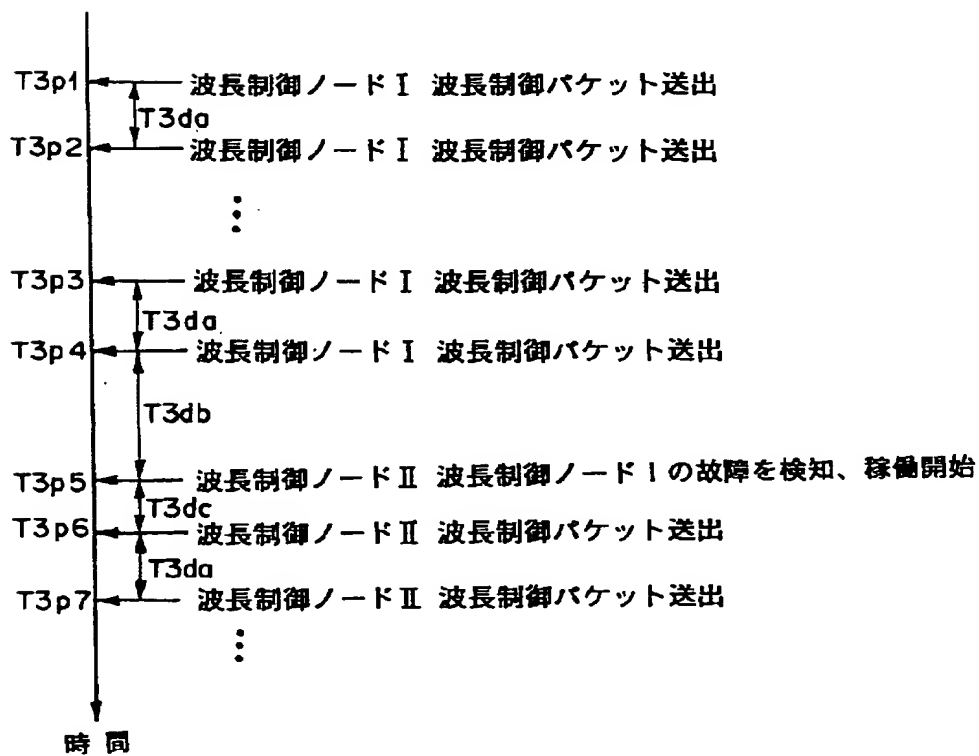 T3p1 波長制御ノードⅠ 波長制御パケット送出
T3da
T3p2 波長制御ノードⅠ 波長制御パケット送出
T3p3 波長制御ノードⅠ 波長制御パケット送出
T3da
T3p4 波長制御ノードⅠ 波長制御パケット送出
T3db
T3p5 波長制御ノードⅡ 波長制御ノードⅠの故障を検知、稼働開始
T3dc
T3p6 波長制御ノードⅡ 波長制御パケット送出
T3da
T3p7 波長制御ノードⅡ 波長制御パケット送出
時間